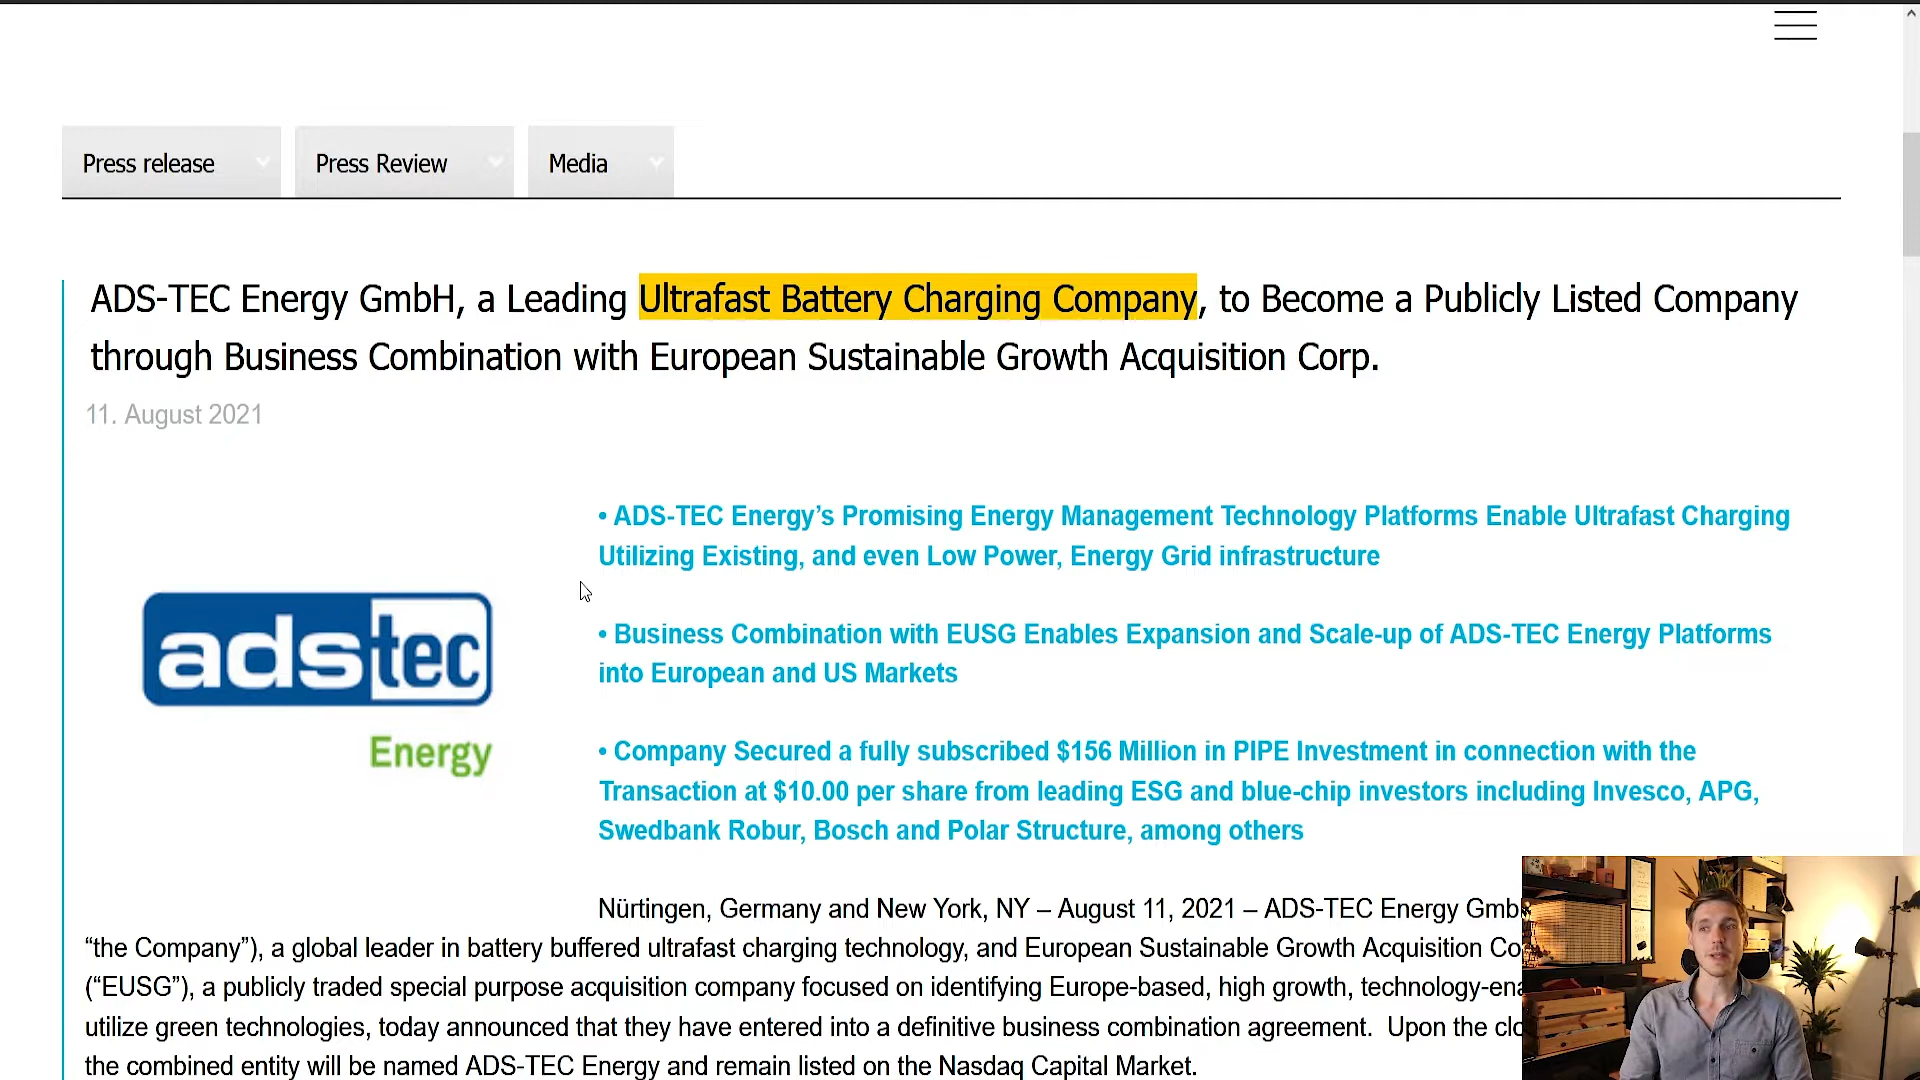 Press release
Press Review
Media
ADS-TEC Energy GmbH, a Leading Ultrafast Battery Charging Company, to Become a Publicly Listed Company
through Business Combination with European Sustainable Growth Acquisition Corp.
11. August 2021
• ADS-TEC Energy’s Promising Energy Management Technology Platforms Enable Ultrafast Charging
Utilizing Existing, and even Low Power, Energy Grid infrastructure
• Business Combination with EUSG Enables Expansion and Scale-up of ADS-TEC Energy Platforms
into European and US Markets
adstec
Energy
• Company Secured a fully subscribed $156 Million in PIPE Investment in connection with the
Transaction at $10.00 per share from leading ESG and blue-chip investors including Invesco, APG,
Swedbank Robur, Bosch and Polar Structure, among others
Nürtingen, Germany and New York, NY – August 11, 2021 – ADS-TEC Energy
“the Company”), a global leader in battery buffered ultrafast charging technology, and European Sustainable Growth Acquisition
(“EUSG”), a publicly traded special purpose acquisition company focused on identifying Europe-based, high growth,
utilize green technologies, today announced that they have entered into a definitive business combination agreement. Upon the
the combined entity will be named ADS-TEC Energy and remain listed on the Nasdaq Capital Market.